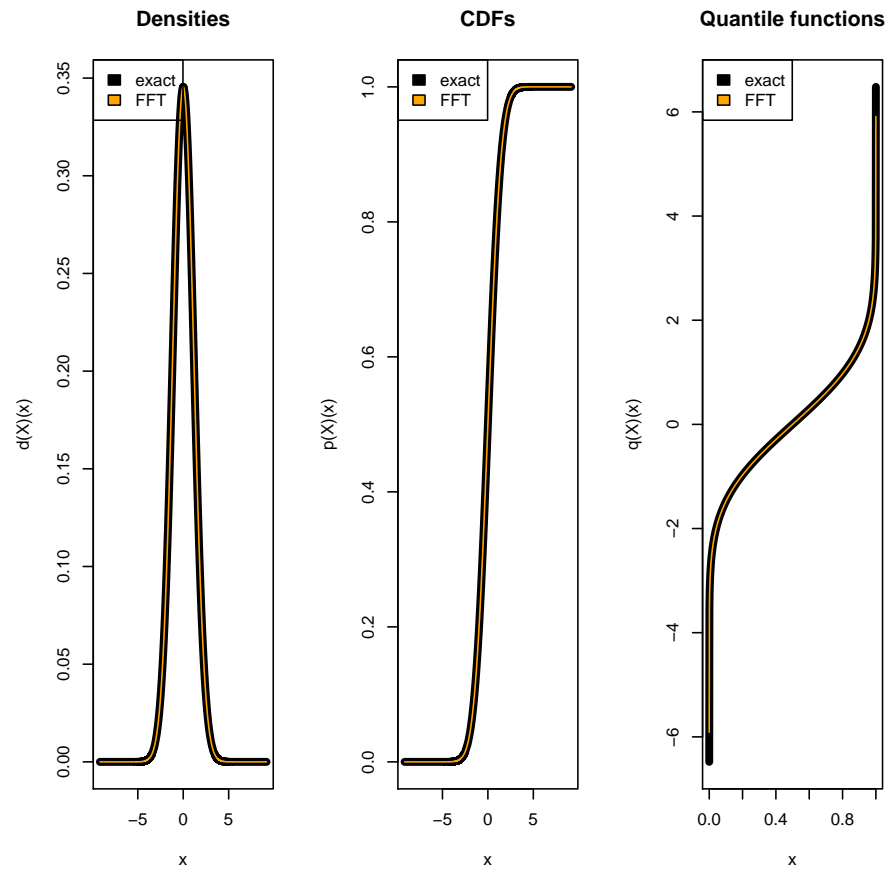 Densities
d(X)(x)
0.35
0.30
0.25
0.20
0.15
0.10
0.05
0.00
exact
FFT
−5 0 5
x
CDFs
p(X)(x)
1.0
0.8
0.6
0.4
0.2
0.0
exact
FFT
−5 0 5
x
Quantile functions
q(X)(x)
6
4
2
0
−2
−4
−6
exact
FFT
0.0 0.4 0.8
x